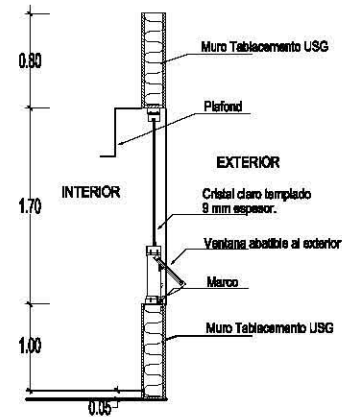 0.80
Muro Tablacemento USG
Plafond
EXTERIOR
INTERIOR
1.70
Cristal claro templado
9 mm espesor.
Ventana abatible al exterior
Marco
Muro Tablacemento USG
1.00
0.05